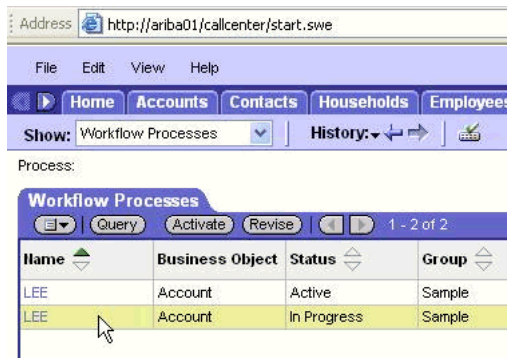 Address http://ariba01/callcenter/start.swe
File Edit View Help
Home Accounts Contacts Households Employees
Show: Workflow Processes History:
Process:
Workflow Processes
Query Activate Revise 1 - 2 of 2
Name Business Object Status Group
LEE Account Active Sample
LEE Account In Progress Sample